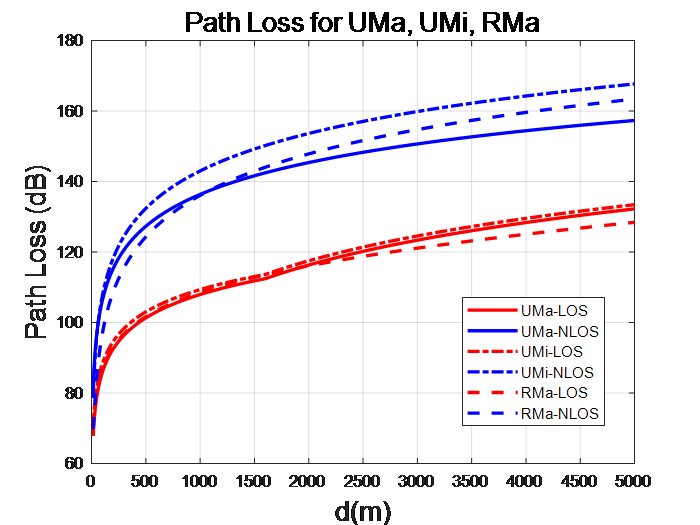 Path Loss for UMa, UMi, RMa
180
160
140
120
100
80
60
Path Loss (dB)
UMa-LOS
UMa-NLOS
UMi-LOS
UMi-NLOS
RMa-LOS
RMa-NLOS
0 500 1000 1500 2000 2500 3000 3500 4000 4500 5000
d(m)